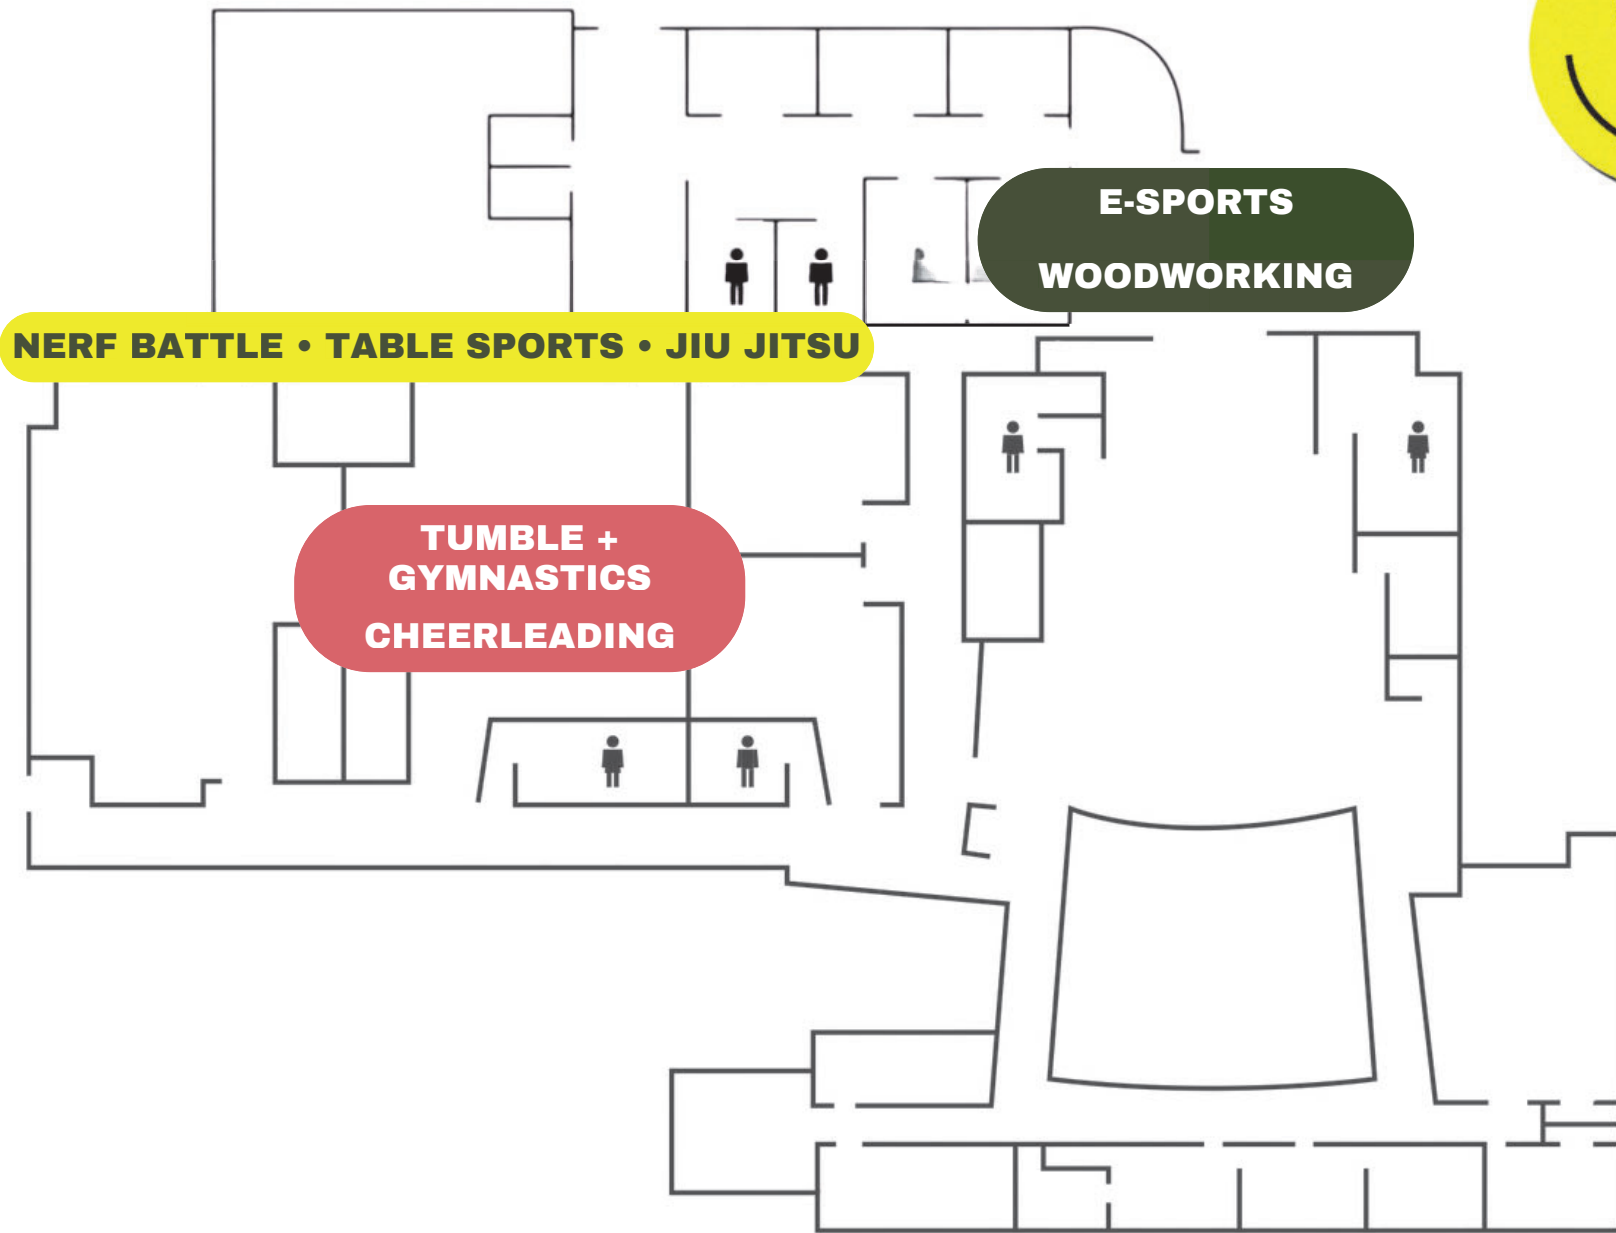 E-SPORTS
WOODWORKING
NERF BATTLE • TABLE SPORTS • JIU JITSU
TUMBLE +
GYMNASTICS
CHEERLEADING